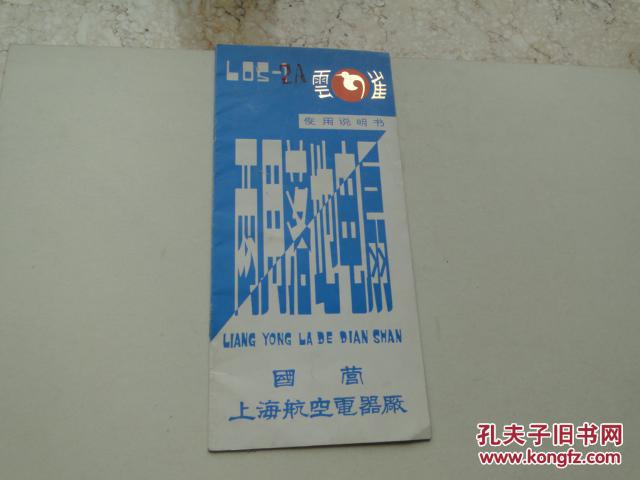 LDS-2A 雲雀
使用说明书
两用落地电扇
LIANG YONG LA DE DIAN SHAN
國营
上海航空電器厰
孔夫子旧书网
www.kongfz.com